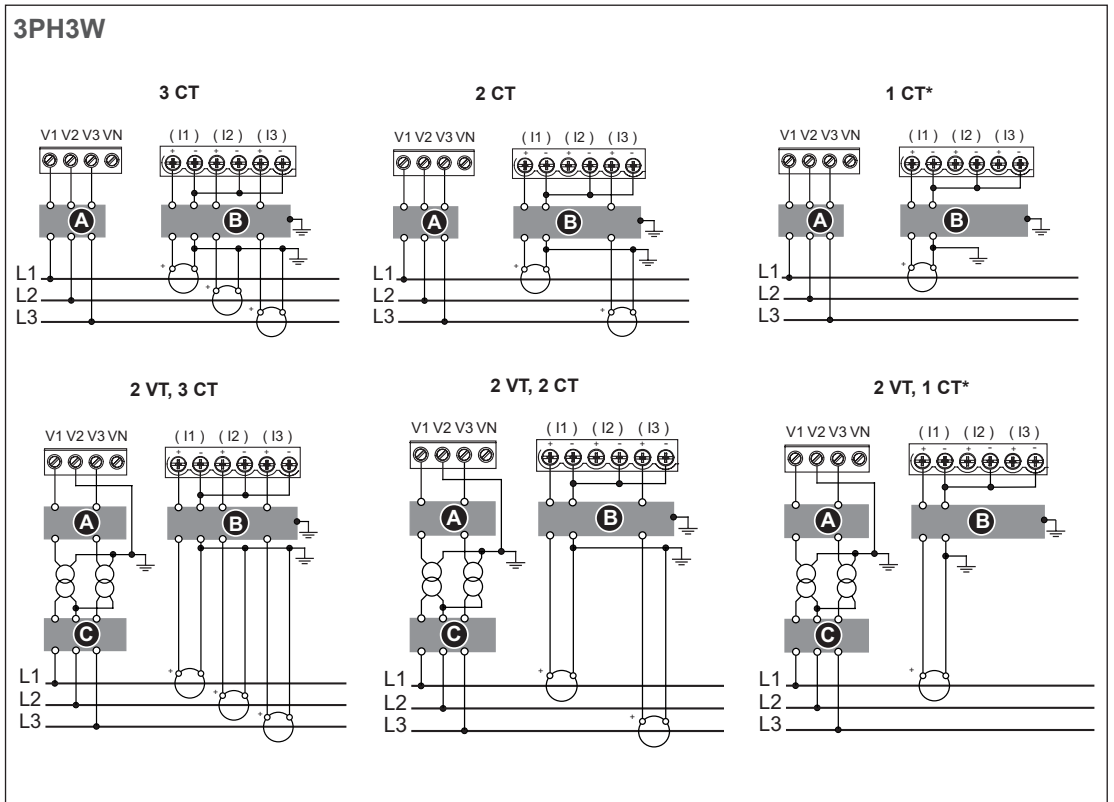 3PH3W
3 CT
2 CT
1 CT*
V1 V2 V3 VN ( I1 ) ( I2 ) ( I3 )
+ - + - + -
A B
+
+
+
L1
L2
L3
V1 V2 V3 VN ( I1 ) ( I2 ) ( I3 )
+ - + - + -
A B
+
+
L1
L2
L3
V1 V2 V3 VN ( I1 ) ( I2 ) ( I3 )
+ - + - + -
A B
+
L1
L2
L3
2 VT, 3 CT
2 VT, 2 CT
2 VT, 1 CT*
V1 V2 V3 VN ( I1 ) ( I2 ) ( I3 )
+ - + - + -
A B
C
+
+
+
L1
L2
L3
V1 V2 V3 VN ( I1 ) ( I2 ) ( I3 )
+ - + - + -
A B
C
+
+
L1
L2
L3
V1 V2 V3 VN ( I1 ) ( I2 ) ( I3 )
+ - + - + -
A B
C
+
L1
L2
L3